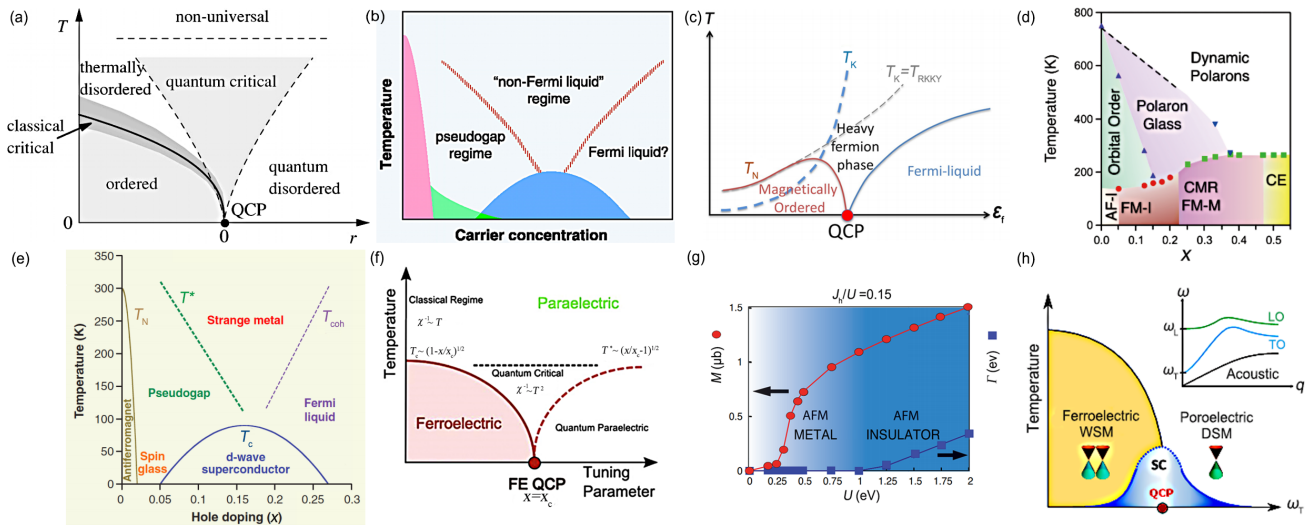 (a)
T
non-universal
thermally
disordered
quantum critical
classical
critical
ordered
quantum
disordered
QCP
0
0
r
(b)
Temperature
"non-Fermi liquid"
regime
pseudogap
regime
Fermi liquid?
Carrier concentration
(c)
T
T_K
T_K=T_RKKY
Heavy
fermion
phase
T_N
Magnetically
Ordered
Fermi-liquid
QCP
ε_f
(d)
Temperature (K)
800
600
400
200
0
Orbital Order
Polaron
Glass
Dynamic
Polarons
AF-I
FM-I
CMR
FM-M
CE
0.0
0.1
0.2
0.3
0.4
0.5
X
(e)
Temperature (K)
350
300
250
200
150
100
50
0
T_N
T*
Strange metal
T_coh
Pseudogap
Fermi
liquid
Antiferromagnet
Spin
glass
T_c
d-wave
superconductor
0
0.05
0.1
0.15
0.2
0.25
0.3
Hole doping (x)
(f)
Temperature
Classical Regime
χ⁻¹~T
Paraelectric
T_c~(1-x/x_c)^1/2
T*~(x/x_c-1)^1/2
Quantum Critical
χ⁻¹~T²
Ferroelectric
Quantum Paraelectric
FE QCP
x=x_c
Tuning
Parameter
(g)
J_h/U=0.15
M (μb)
1.5
1
0.5
0
AFM
METAL
AFM
INSULATOR
2
1
0
Γ (ev)
0
0.25
0.5
0.75
1
1.25
1.5
1.75
2
U (eV)
(h)
Temperature
ω
ω_L
LO
TO
ω_T
Acoustic
q
Ferroelectric
WSM
Poroelectric
DSM
SC
QCP
ω_T